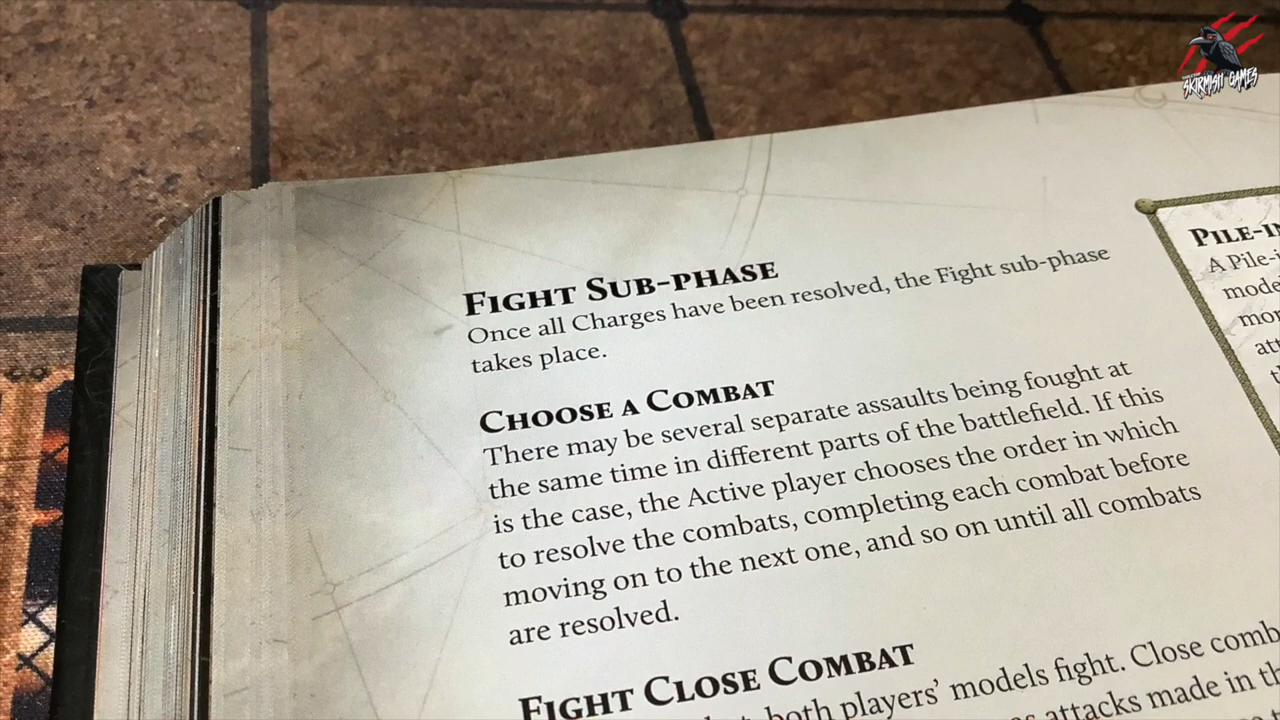 SKIRMISH GAMES
FIGHT SUB-PHASE
Once all Charges have been resolved, the Fight sub-phase
takes place.
CHOOSE A COMBAT
There may be several separate assaults being fought at
the same time in different parts of the battlefield. If this
is the case, the Active player chooses the order in which
to resolve the combats, completing each combat before
moving on to the next one, and so on until all combats
are resolved.
FIGHT CLOSE COMBAT
both players' models fight. Close comb
attacks made in th
PILE-IN
A Pile-i
mode
mor
att
th